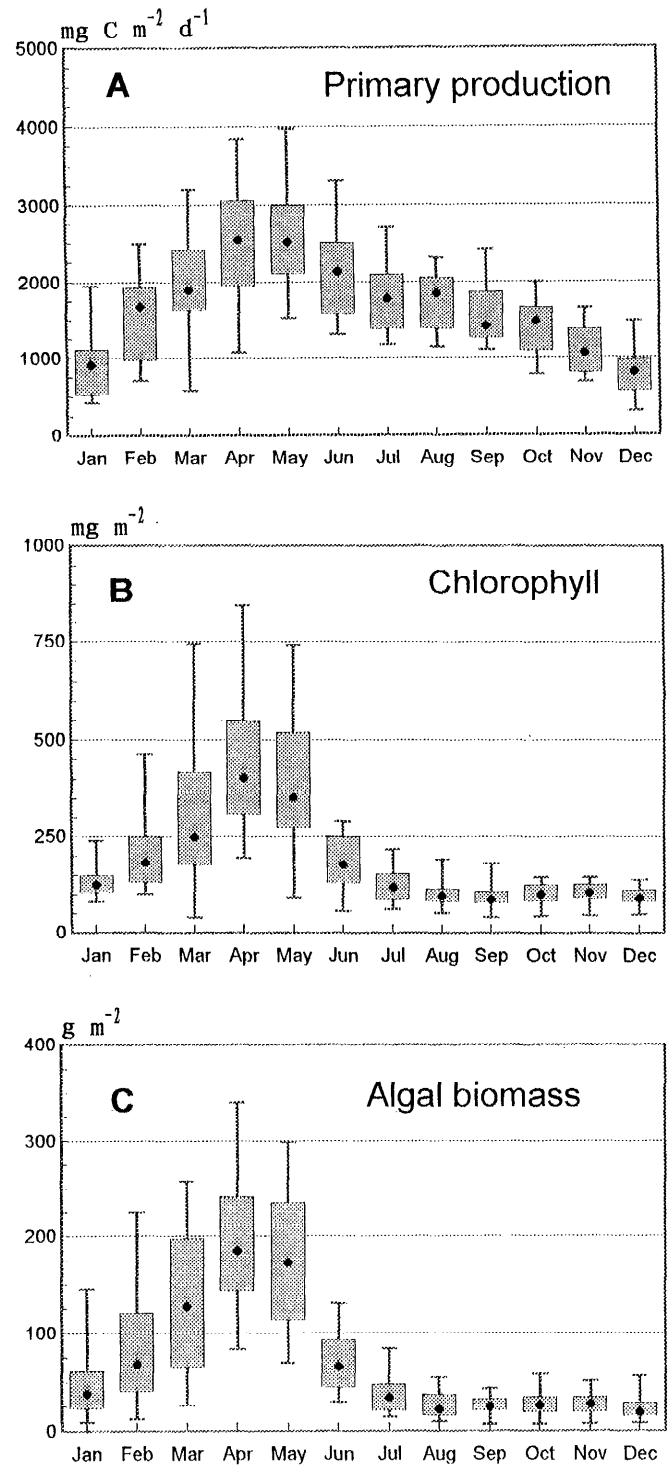 mg C m⁻² d⁻¹
5000
A Primary production
4000
3000
2000
1000
0
Jan Feb Mar Apr May Jun Jul Aug Sep Oct Nov Dec
mg m⁻²
1000
B Chlorophyll
750
500
250
0
Jan Feb Mar Apr May Jun Jul Aug Sep Oct Nov Dec
g m⁻²
400
C Algal biomass
300
200
100
0
Jan Feb Mar Apr May Jun Jul Aug Sep Oct Nov Dec